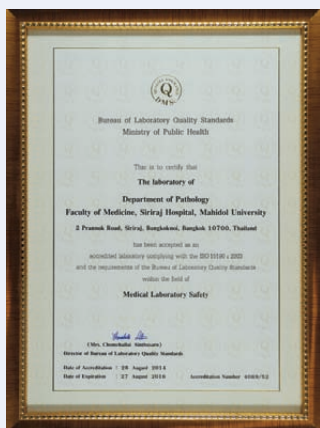 Q
DMS
Bureau of Laboratory Quality Standards
Ministry of Public Health
This is to certify that
The laboratory of
Department of Pathology
Faculty of Medicine, Siriraj Hospital, Mahidol University
2 Prannok Road, Siriraj, Bangkoknoi, Bangkok 10700, Thailand
has been accepted as an
accredited laboratory complying with the ISO 15190 : 2003
and the requirements of the Bureau of Laboratory Quality Standards
within the field of
Medical Laboratory Safety
Director of Bureau of Laboratory Quality Standards
Date of Accreditation : 28 August 2014
Date of Expiration : 27 August 2016 Accreditation Number 4069/52